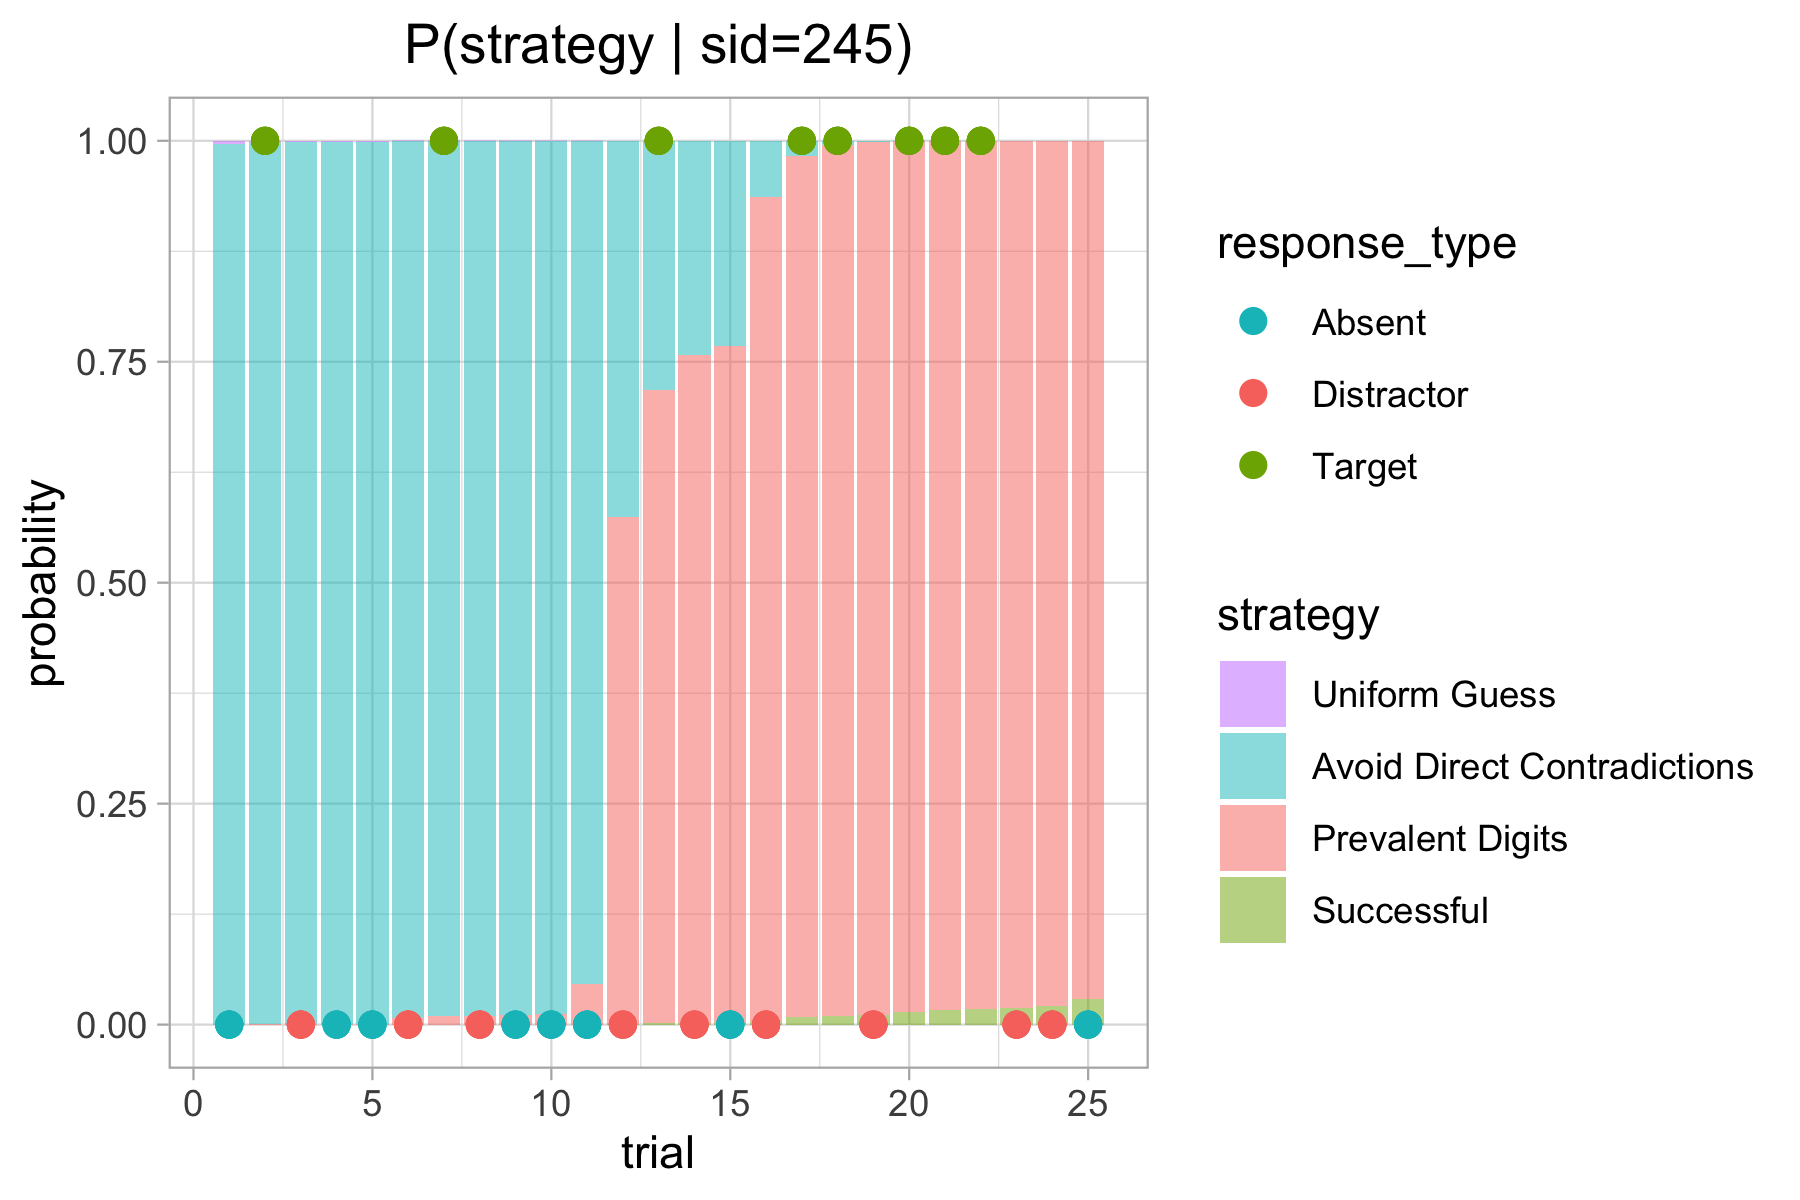 P(strategy | sid=245)
probability
1.00
0.75
0.50
0.25
0.00
0 5 10 15 20 25
trial
response_type
Absent
Distractor
Target
strategy
Uniform Guess
Avoid Direct Contradictions
Prevalent Digits
Successful